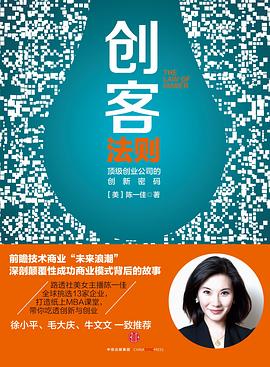 创
客
THE
LAW OF
MAKER
法则
顶级创业公司的
创新密码
[美]陈一佳◎著
前瞻技术商业“未来浪潮”
深剖颠覆性成功商业模式背后的故事
路透社美女主播陈一佳
全球挑选13家企业，
打造纸上MBA课堂，
带你吃透创新与创业
徐小平、毛大庆、牛文文 一致推荐
中信出版集团
CHINA CITIC PRESS